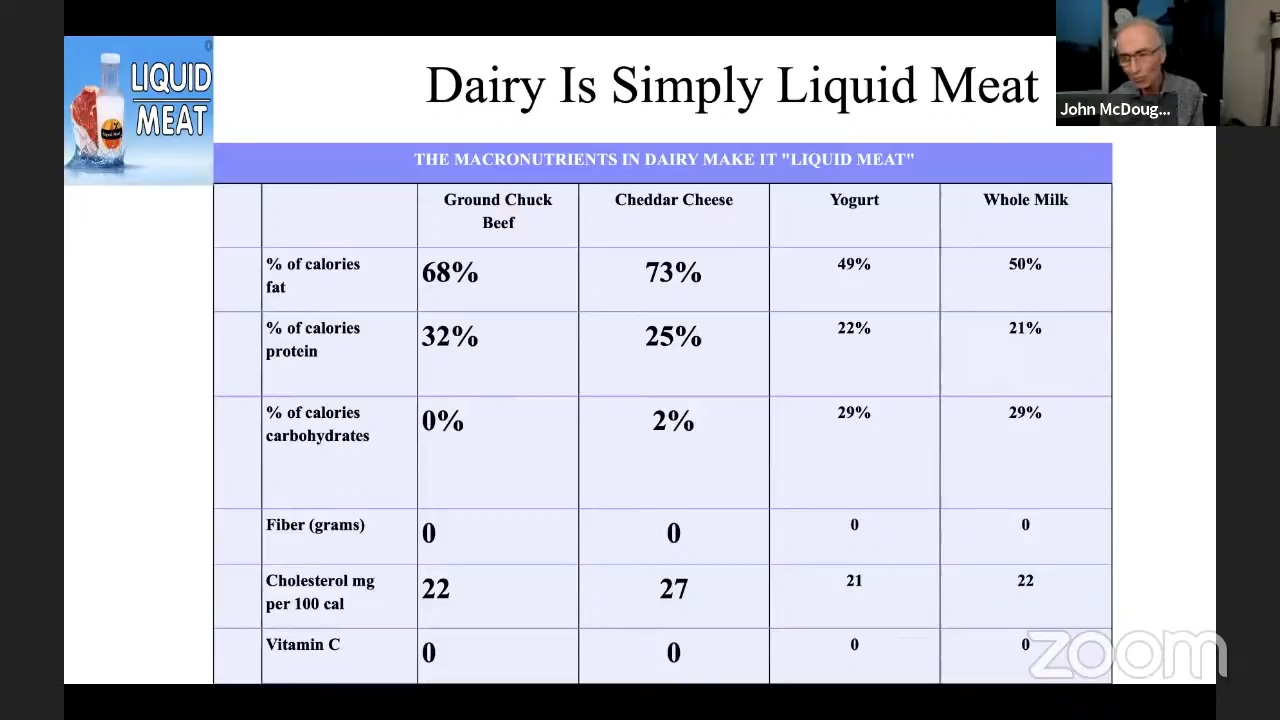 LIQUID
MEAT
Dairy Is Simply Liquid Meat
John McDoug...
THE MACRONUTRIENTS IN DAIRY MAKE IT "LIQUID MEAT"
Ground Chuck
Beef
Cheddar Cheese
Yogurt
Whole Milk
% of calories
fat
68%
73%
49%
50%
% of calories
protein
32%
25%
22%
21%
% of calories
carbohydrates
0%
2%
29%
29%
Fiber (grams)
0
0
0
0
Cholesterol mg
per 100 cal
22
27
21
22
Vitamin C
0
0
0
0
zoom